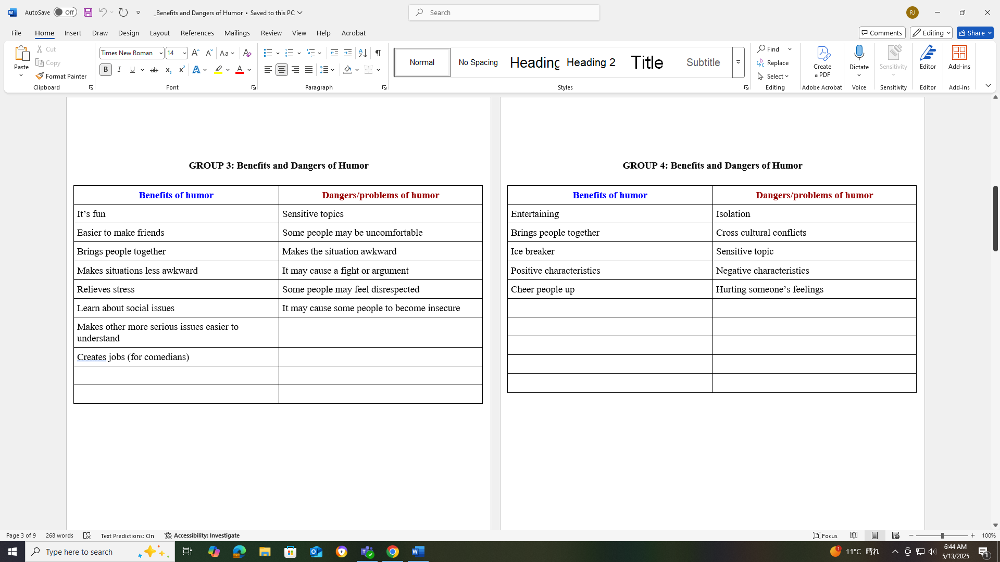 AutoSave Off
_Benefits and Dangers of Humor • Saved to this PC
Search
RJ
File Home Insert Draw Design Layout References Mailings Review View Help Acrobat
Comments Editing Share
Paste
Cut
Copy
Format Painter
Clipboard
Times New Roman 14
Font
Paragraph
Normal
No Spacing
Heading
Heading 2
Title
Subtitle
Styles
Find
Replace
Select
Editing
Create a PDF
Adobe Acrobat
Dictate
Voice
Sensitivity
Sensitivity
Editor
Editor
Add-ins
Add-ins
GROUP 3: Benefits and Dangers of Humor
Benefits of humor Dangers/problems of humor
It’s fun Sensitive topics
Easier to make friends Some people may be uncomfortable
Brings people together Makes the situation awkward
Makes situations less awkward It may cause a fight or argument
Relieves stress Some people may feel disrespected
Learn about social issues It may cause some people to become insecure
Makes other more serious issues easier to
understand
Creates jobs (for comedians)
GROUP 4: Benefits and Dangers of Humor
Benefits of humor Dangers/problems of humor
Entertaining Isolation
Brings people together Cross cultural conflicts
Ice breaker Sensitive topic
Positive characteristics Negative characteristics
Cheer people up Hurting someone’s feelings
Page 3 of 9 268 words Text Predictions: On Accessibility: Investigate
Focus 100%
Type here to search
11°C 晴れ
6:44 AM
5/13/2025